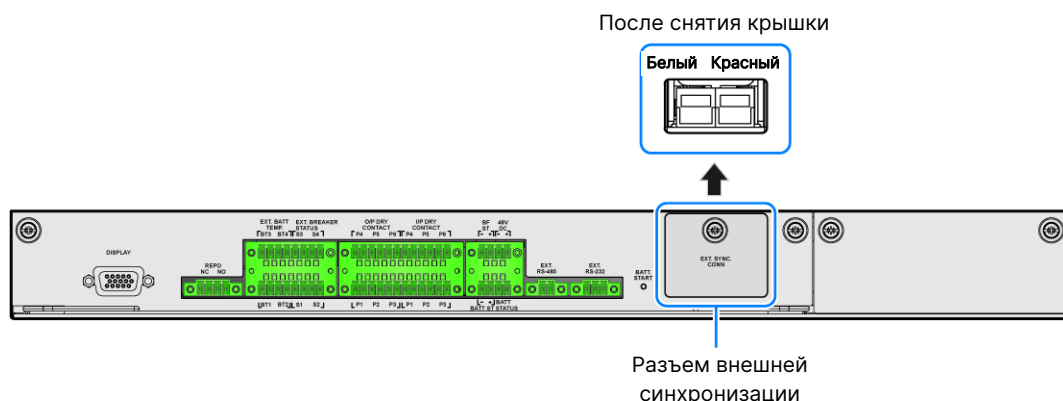 После снятия крышки
Белый Красный
DISPLAY
REPO
NC NO
EXT. BATT
TEMP.
EXT. BREAKER
STATUS
BT3 BT4 S3 S4
O/P DRY
CONTACT
I/P DRY
CONTACT
P4 P5 P6 P4 P5 P6
BF
ST
48V
DC
- + - +
EXT.
RS-485
EXT.
RS-232
BATT.
START
EXT. SYNC.
CONN
BT1 BT2 S1 S2
P1 P2 P3 P1 P2 P3
- + BATT
BATT ST STATUS
Разъем внешней
синхронизации